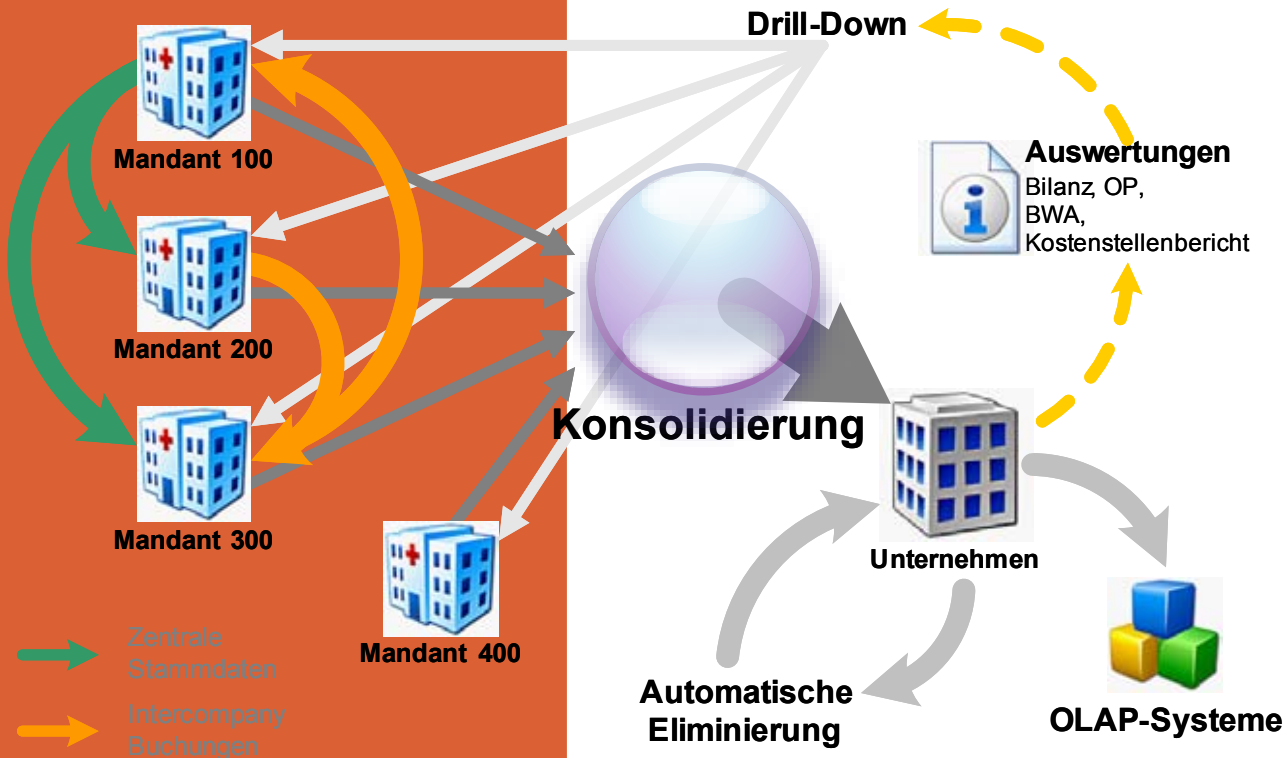 Drill-Down
Mandant 100
Auswertungen
Bilanz, OP,
BWA,
Kostenstellenbericht
Mandant 200
Konsolidierung
Mandant 300
Unternehmen
Mandant 400
Zentrale
Stammdaten
Automatische
Eliminierung
OLAP-Systeme
Intercompany
Buchungen